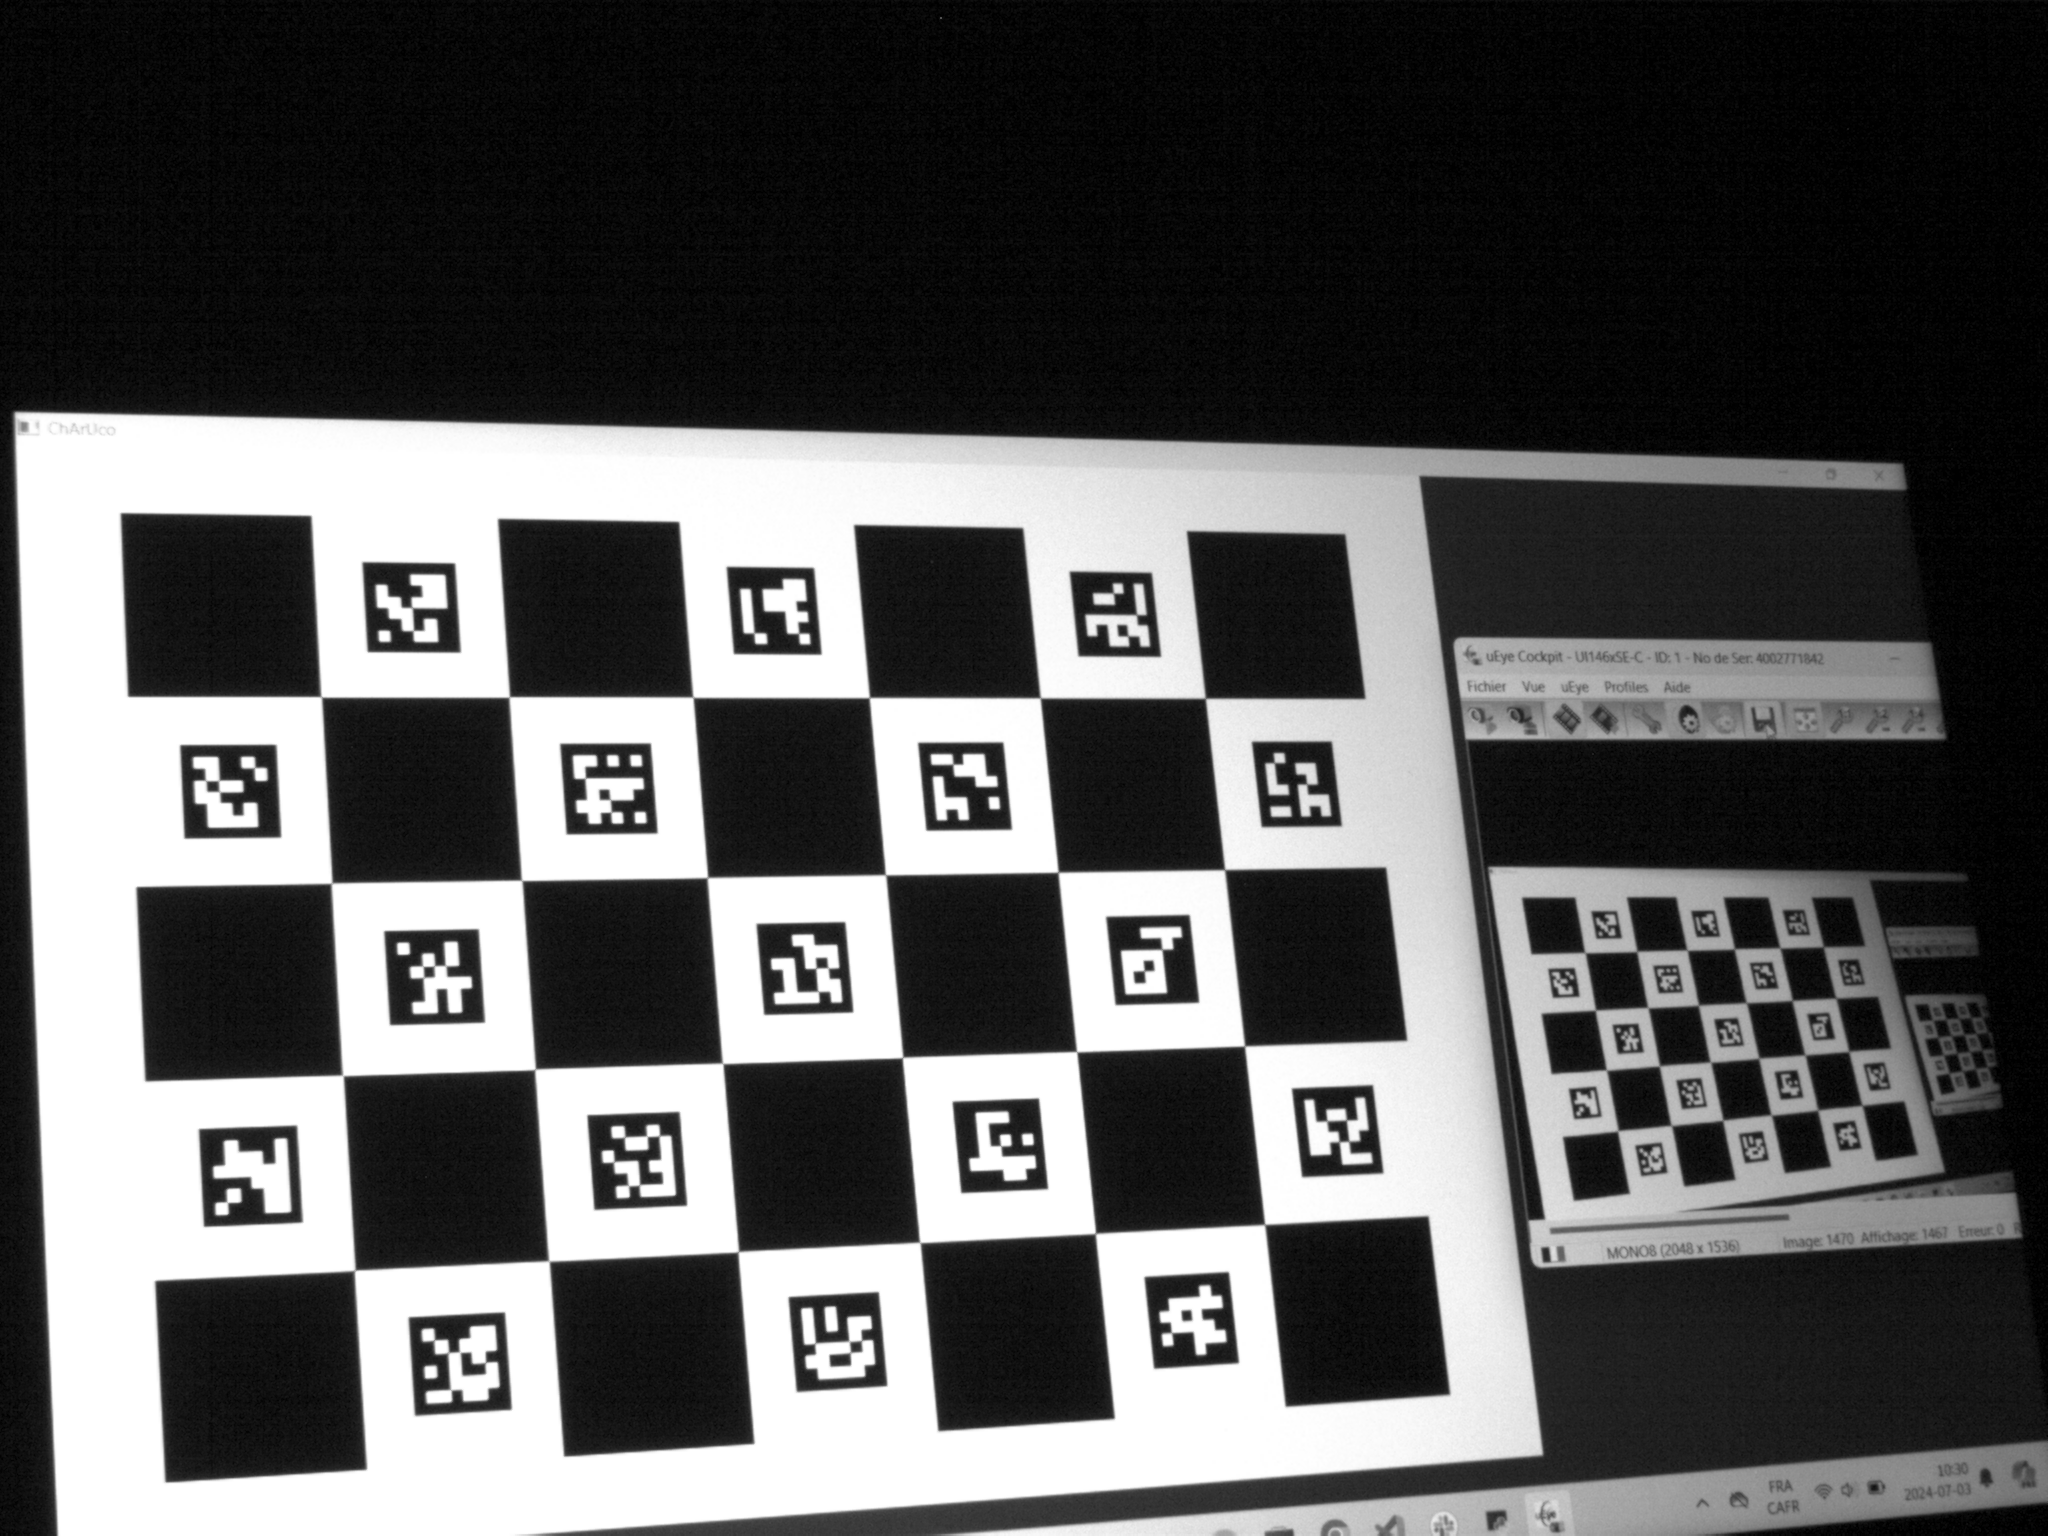 ChArUco
uEye Cockpit - UI146xSE-C - ID: 1 - No de Ser: 4002771842
Fichier Vue uEye Profiles Aide
MONO8 (2048 x 1536) Image: 1470 Affichage: 1467 Erreur: 0
FRA
CAFR
10:30
2024-07-03